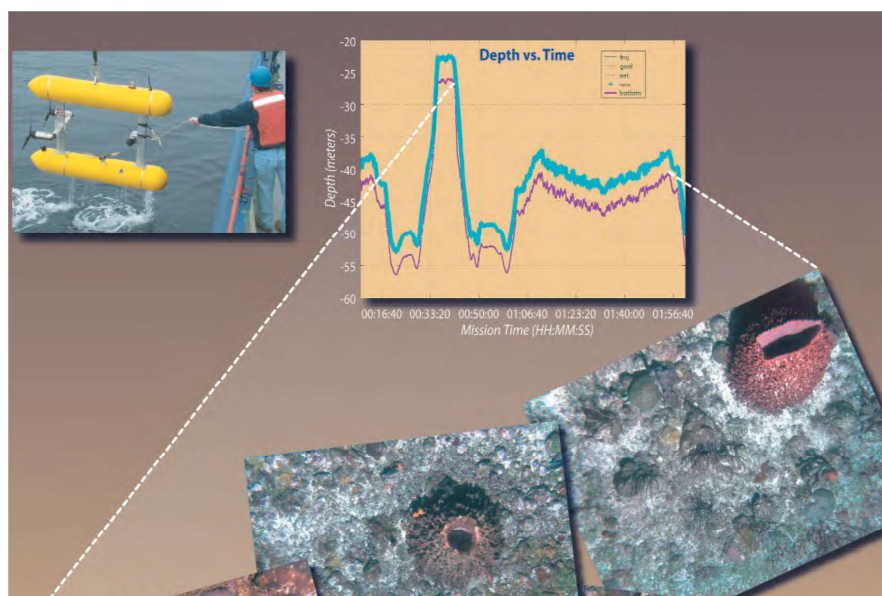 Depth vs. Time
goal
bottom
Depth (meters)
-20
-25
-30
-35
-40
-45
-50
-55
-60
00:16:40 00:33:20 00:50:00 01:06:40 01:23:20 01:40:00 01:56:40
Mission Time (HH:MM:SS)